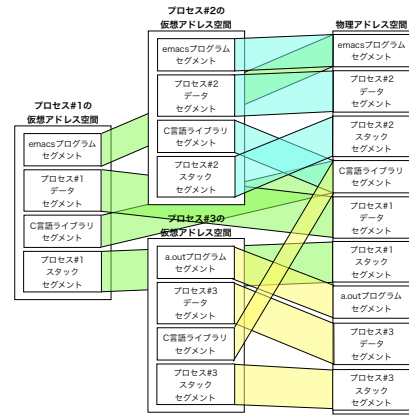 プロセス#1の
仮想アドレス空間
emacsプログラム
セグメント
プロセス#1
データ
セグメント
C言語ライブラリ
セグメント
プロセス#1
スタック
セグメント
プロセス#2の
仮想アドレス空間
emacsプログラム
セグメント
プロセス#2
データ
セグメント
C言語ライブラリ
セグメント
プロセス#2
スタック
セグメント
プロセス#3の
仮想アドレス空間
a.outプログラム
セグメント
プロセス#3
データ
セグメント
C言語ライブラリ
セグメント
プロセス#3
スタック
セグメント
物理アドレス空間
emacsプログラム
セグメント
プロセス#2
データ
セグメント
プロセス#2
スタック
セグメント
C言語ライブラリ
セグメント
プロセス#1
データ
セグメント
プロセス#1
スタック
セグメント
a.outプログラム
セグメント
プロセス#3
データ
セグメント
プロセス#3
スタック
セグメント